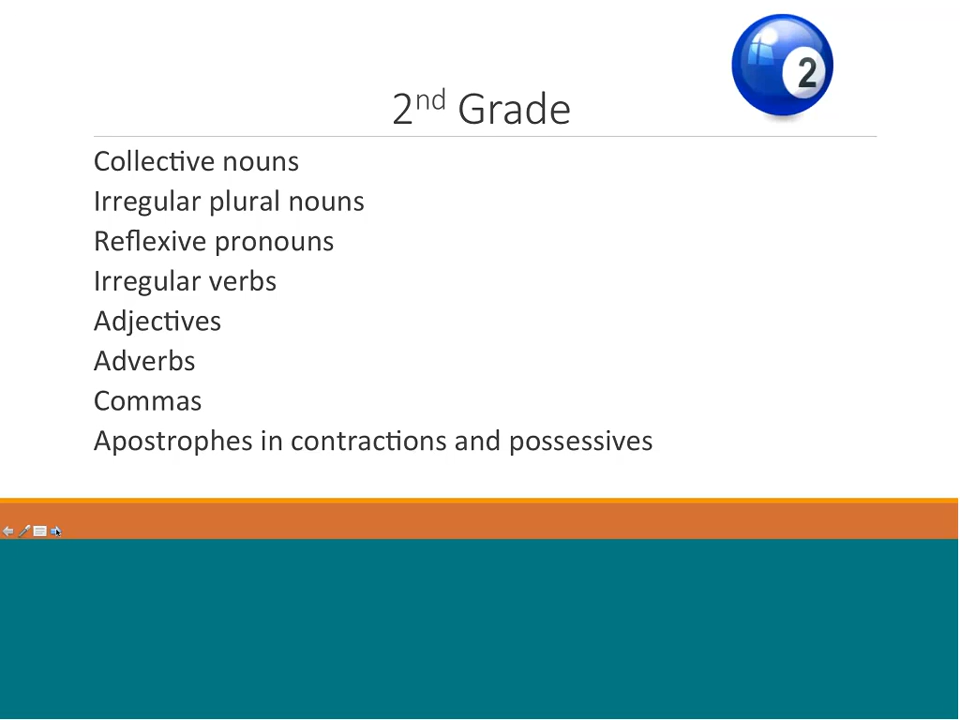 2
2nd Grade
Collective nouns
Irregular plural nouns
Reflexive pronouns
Irregular verbs
Adjectives
Adverbs
Commas
Apostrophes in contractions and possessives